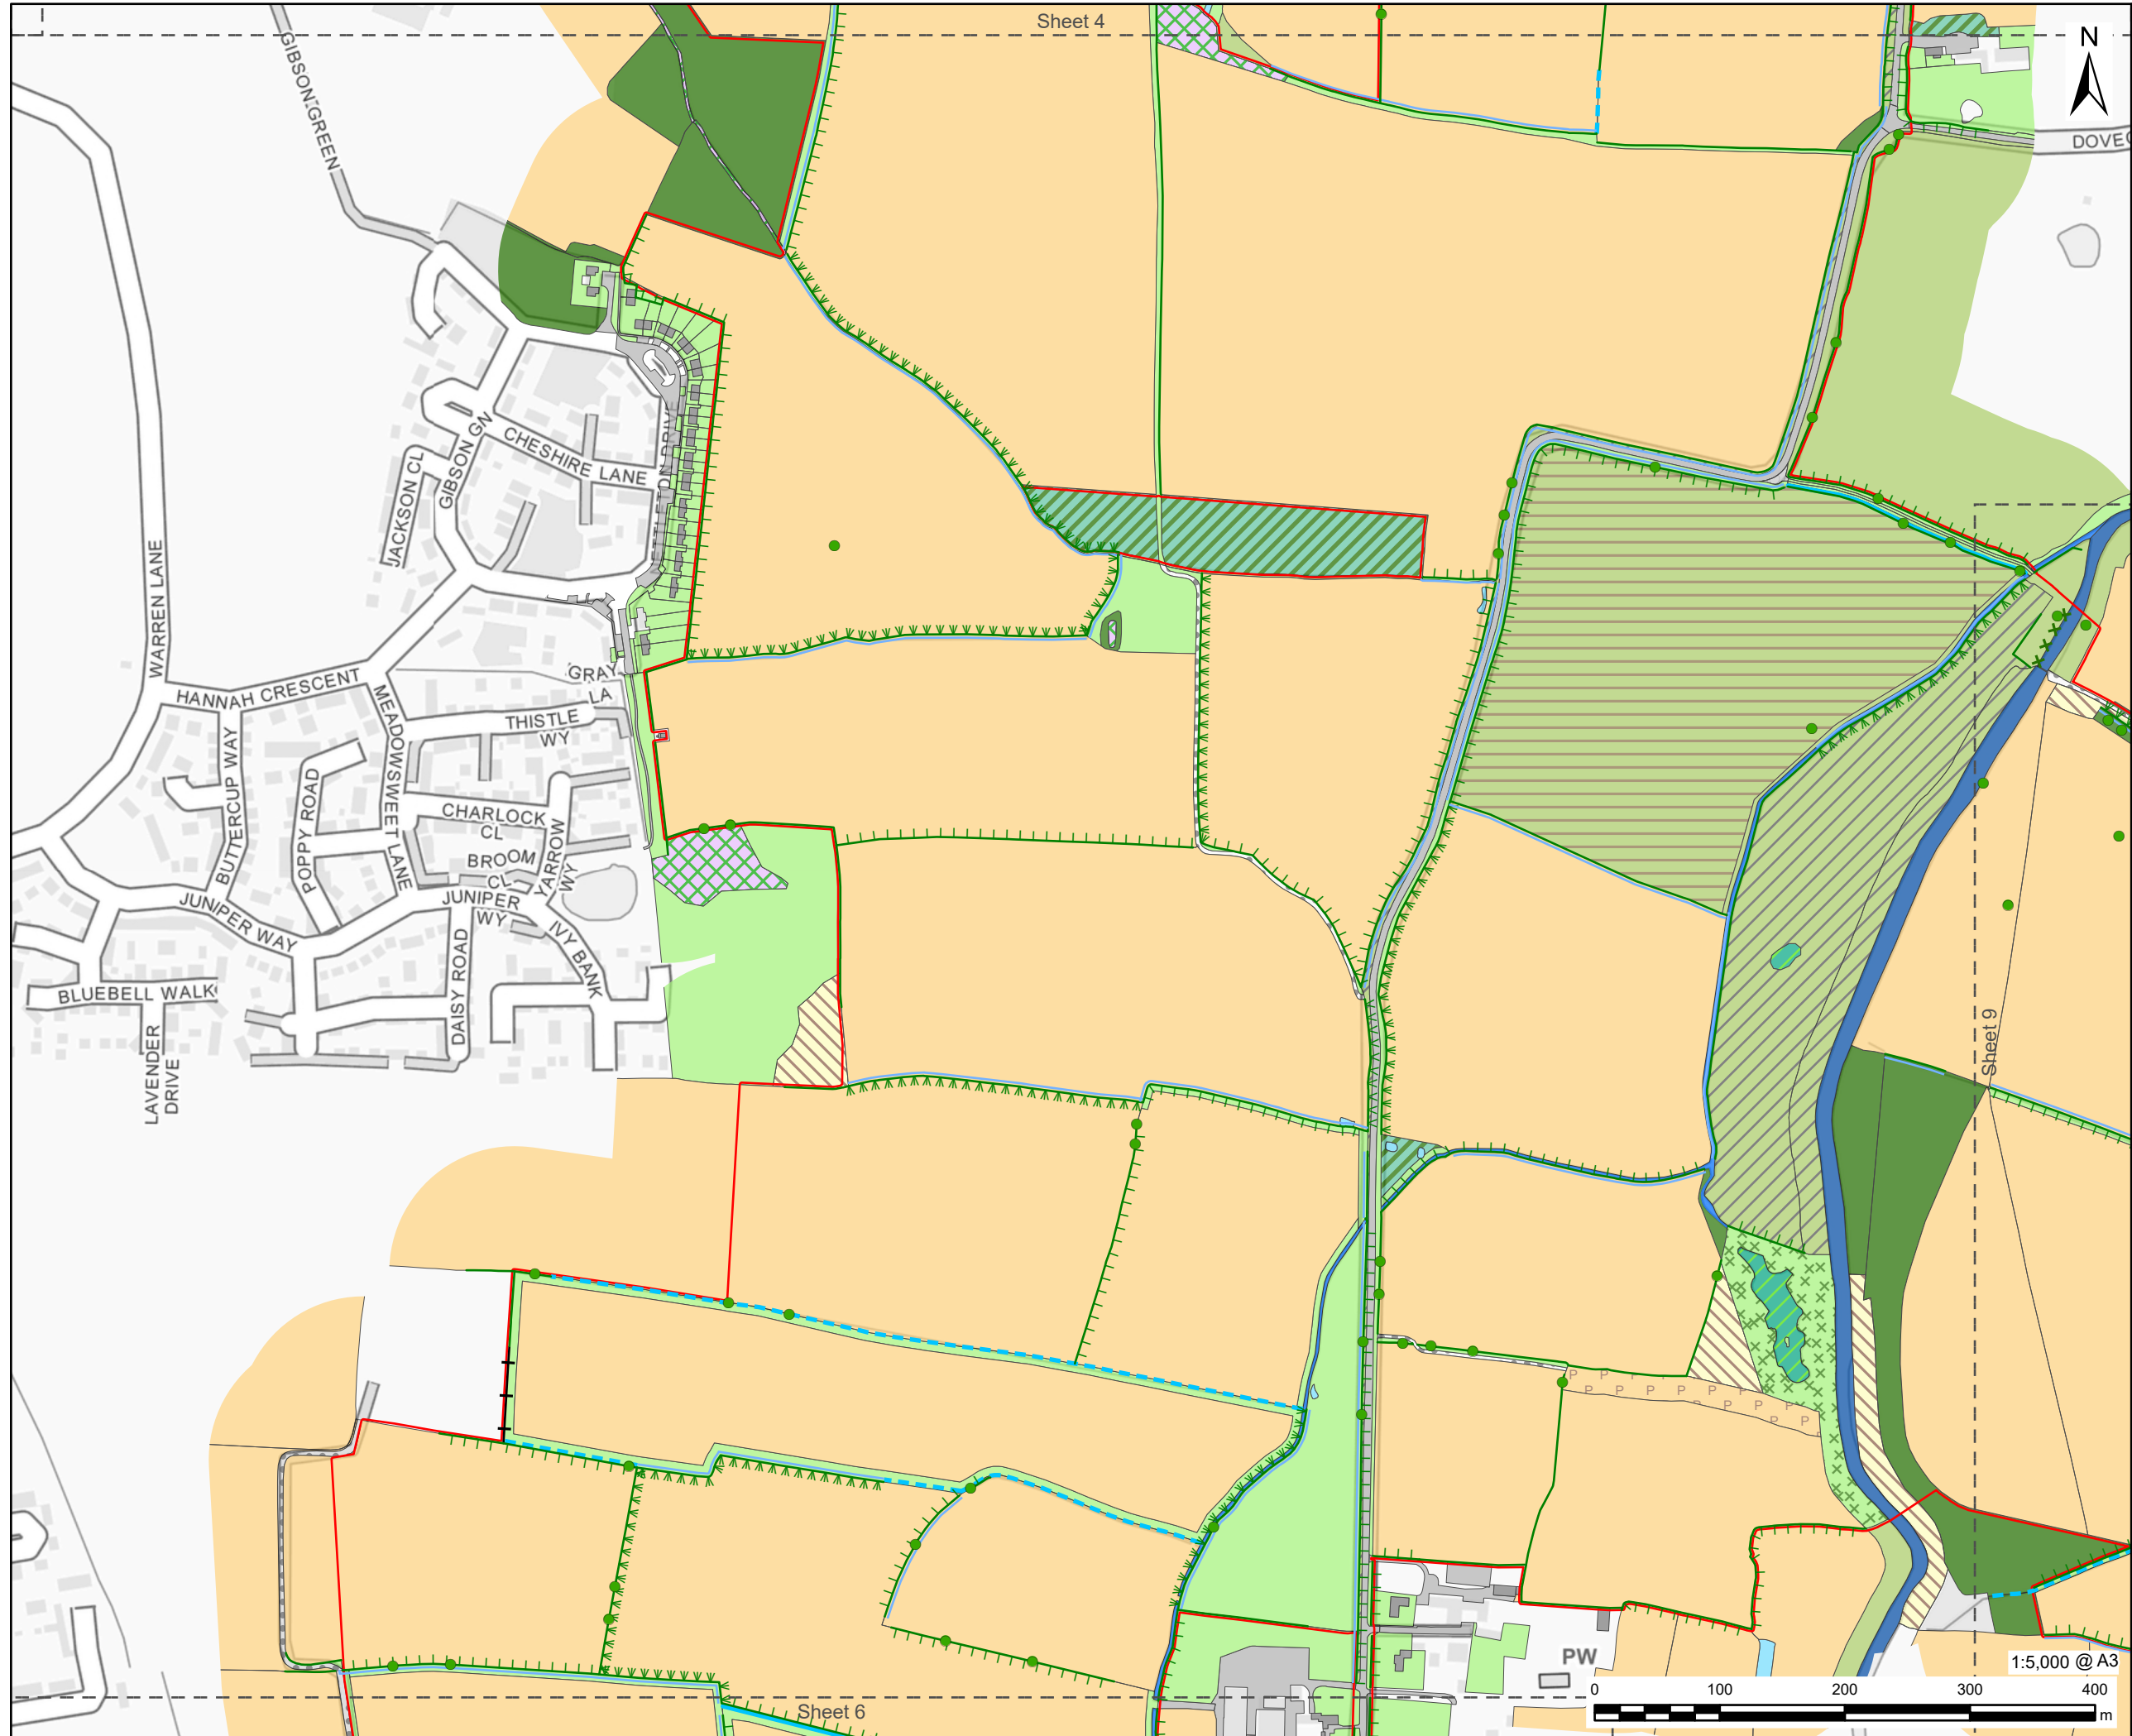 Sheet 4
N
GIBSON GREEN
DOVEC
CHESHIRE LANE
GIBSON GN
JACKSON CL
WARREN LANE
HANNAH CRESCENT
GRAY
LA
THISTLE
WY
MEADOWSWEET LANE
BUTTERCUP WAY
POPPY ROAD
CHARLOCK
CL
BROOM
CL
YARROW
WY
JUNIPER
WY
JUNIPER WAY
IVY BANK
DAISY ROAD
BLUEBELL WALK
LAVENDER
DRIVE
Sheet 9
P P P P P
P P P P P P
P P P
P P
PW
1:5,000 @ A3
0 100 200 300 400
m
Sheet 6